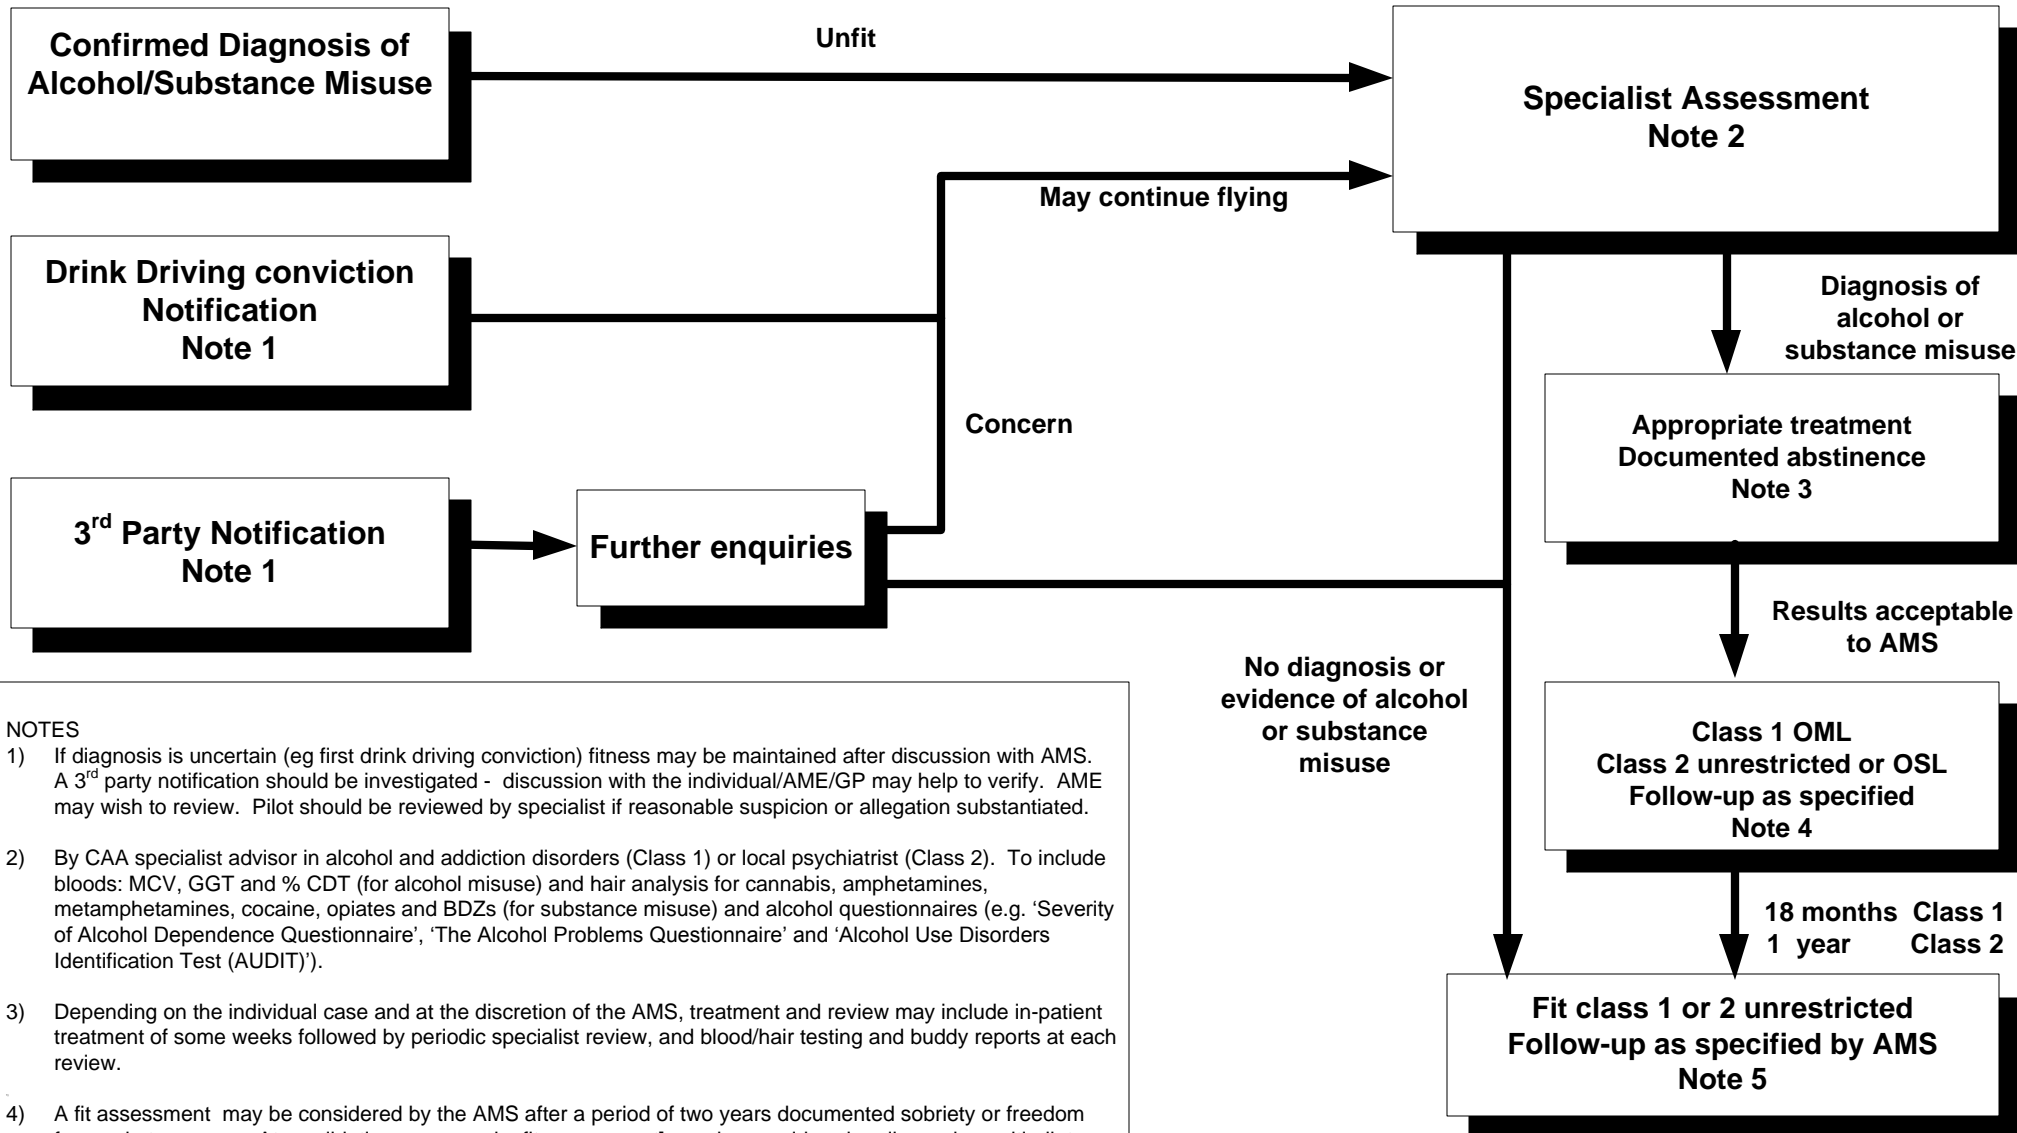 Confirmed Diagnosis of
Alcohol/Substance Misuse
Unfit
Specialist Assessment
Note 2
May continue flying
Drink Driving conviction
Notification
Note 1
Concern
Diagnosis of
alcohol or
substance misuse
Appropriate treatment
Documented abstinence
Note 3
3rd Party Notification
Note 1
Further enquiries
Results acceptable
to AMS
No diagnosis or
evidence of alcohol
or substance
misuse
Class 1 OML
Class 2 unrestricted or OSL
Follow-up as specified
Note 4
18 months Class 1
1 year Class 2
Fit class 1 or 2 unrestricted
Follow-up as specified by AMS
Note 5
NOTES
1) If diagnosis is uncertain (eg first drink driving conviction) fitness may be maintained after discussion with AMS.
A 3rd party notification should be investigated - discussion with the individual/AME/GP may help to verify. AME
may wish to review. Pilot should be reviewed by specialist if reasonable suspicion or allegation substantiated.
2) By CAA specialist advisor in alcohol and addiction disorders (Class 1) or local psychiatrist (Class 2). To include
bloods: MCV, GGT and % CDT (for alcohol misuse) and hair analysis for cannabis, amphetamines,
metamphetamines, cocaine, opiates and BDZs (for substance misuse) and alcohol questionnaires (e.g. ‘Severity
of Alcohol Dependence Questionnaire’, ‘The Alcohol Problems Questionnaire’ and ‘Alcohol Use Disorders
Identification Test (AUDIT)’).
3) Depending on the individual case and at the discretion of the AMS, treatment and review may include in-patient
treatment of some weeks followed by periodic specialist review, and blood/hair testing and buddy reports at each
review.
4) A fit assessment may be considered by the AMS after a period of two years documented sobriety or freedom